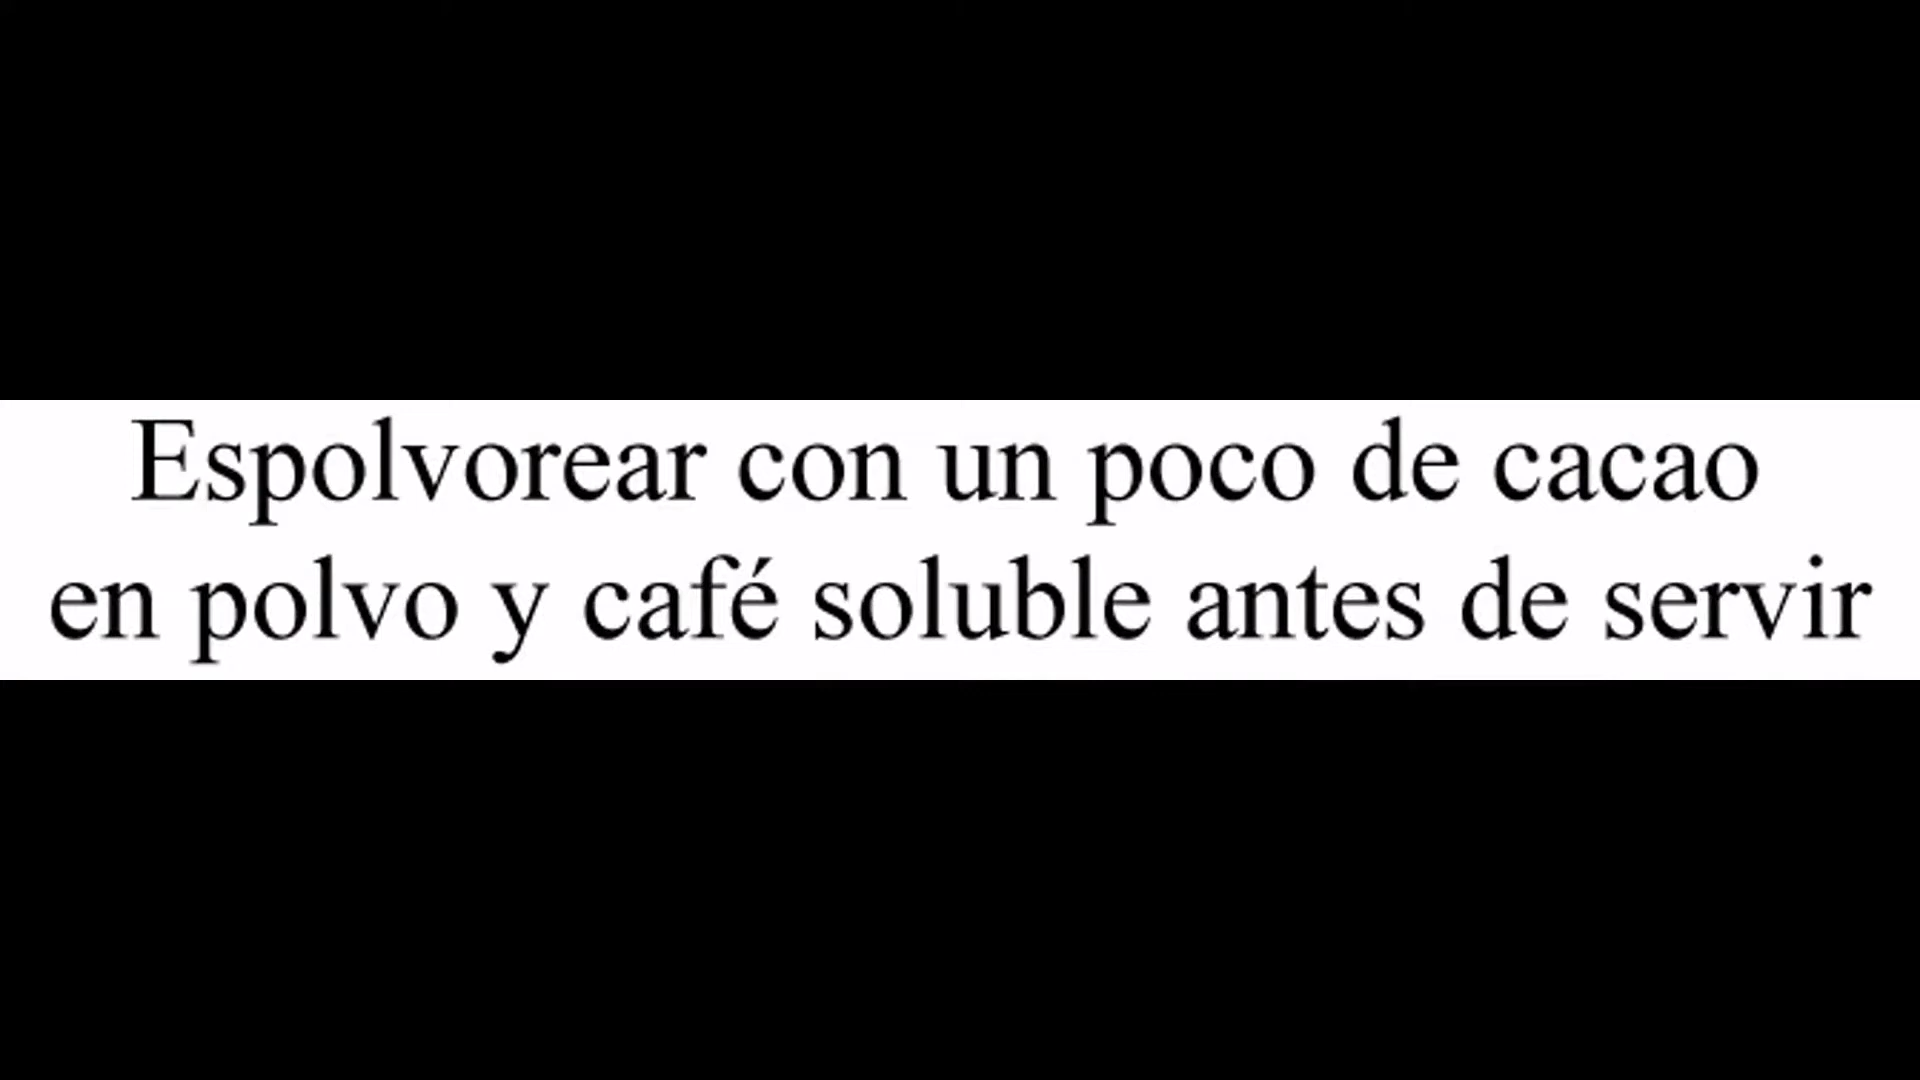 Espolvorear con un poco de cacao
en polvo y café soluble antes de servir